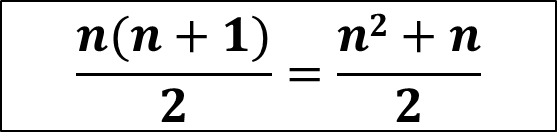 n(n + 1)/2 = n² + n/2